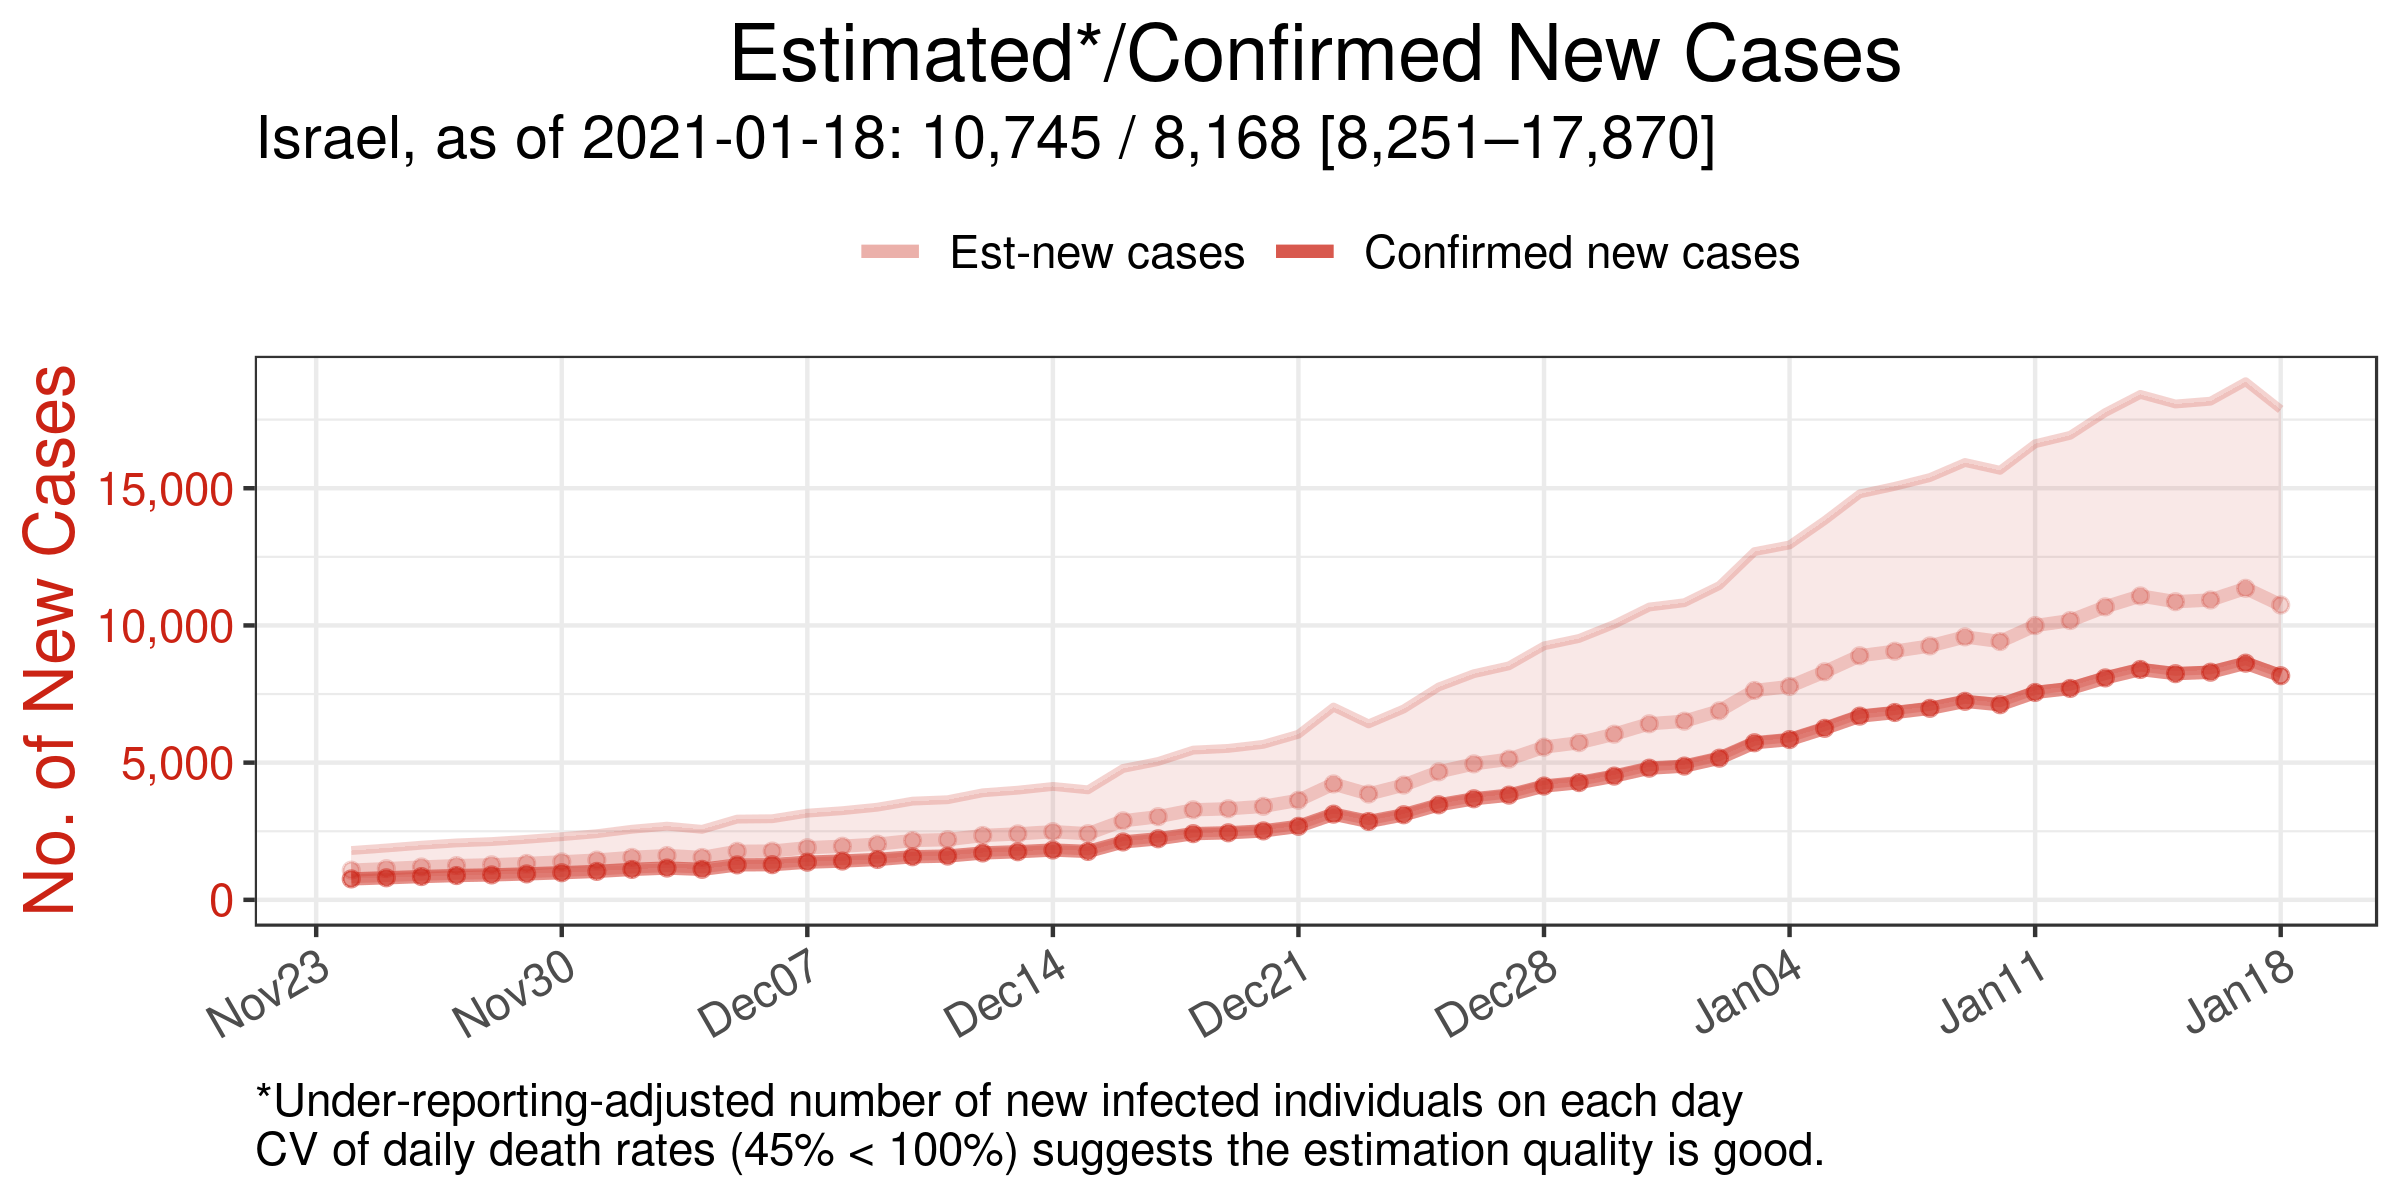 Estimated*/Confirmed New Cases
Israel, as of 2021-01-18: 10,745 / 8,168 [8,251–17,870]
Est-new cases
Confirmed new cases
No. of New Cases
15,000
10,000
5,000
0
Nov23
Nov30
Dec07
Dec14
Dec21
Dec28
Jan04
Jan11
Jan18
*Under-reporting-adjusted number of new infected individuals on each day
CV of daily death rates (45% < 100%) suggests the estimation quality is good.